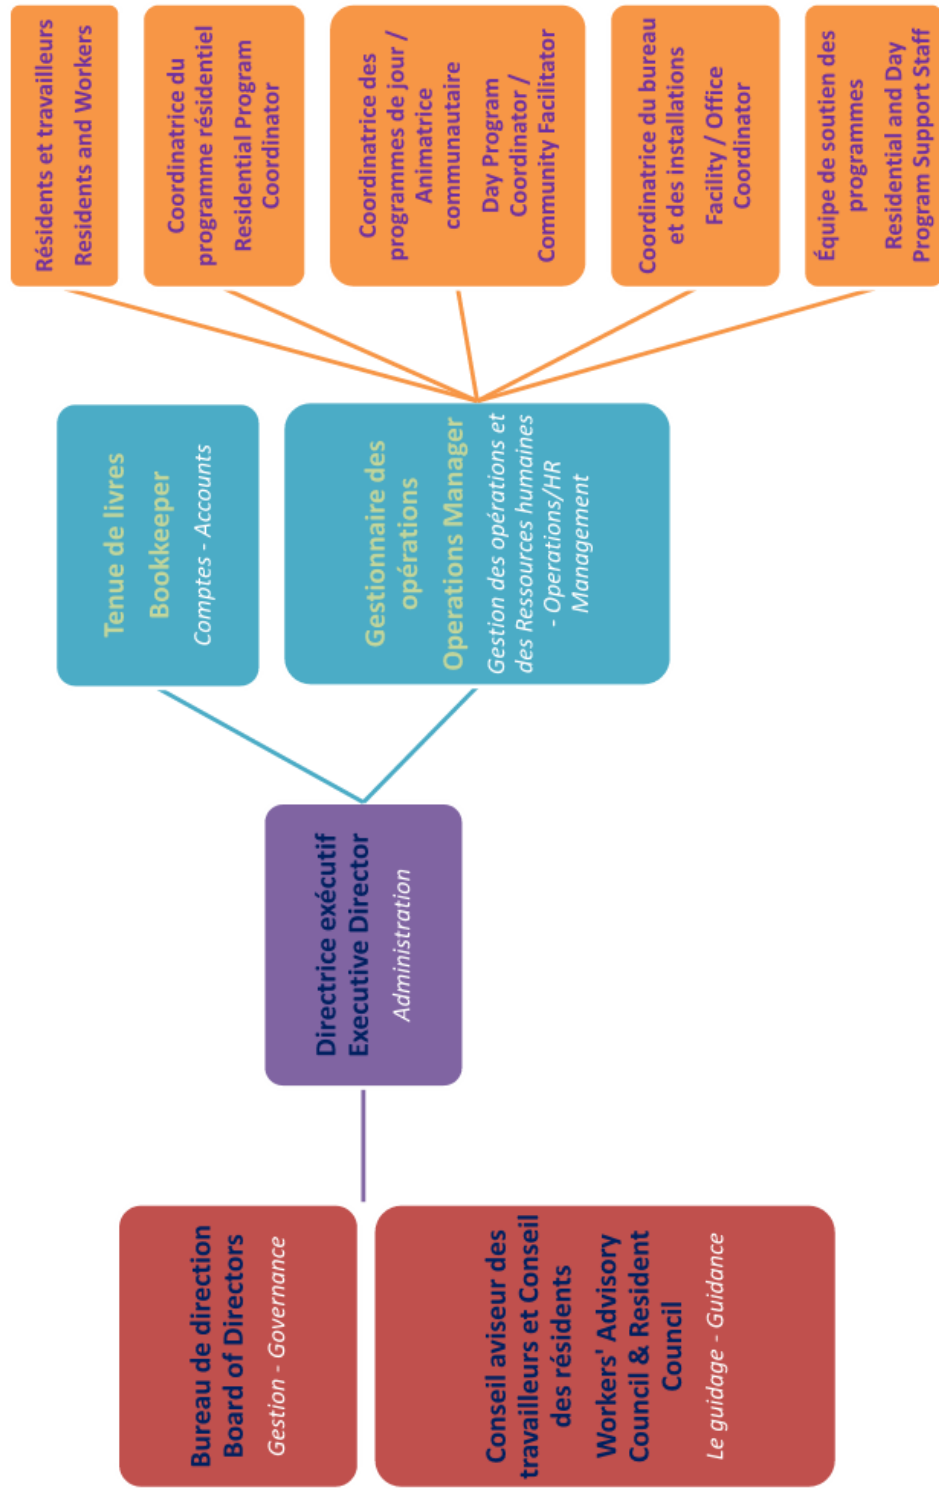 Bureau de direction
Board of Directors
Gestion - Governance
Conseil aviseur des
travailleurs et Conseil
des résidents
Workers' Advisory
Council & Resident
Council
Le guidage - Guidance
Directrice exécutif
Executive Director
Administration
Tenue de livres
Bookkeeper
Comptes - Accounts
Gestionnaire des
opérations
Operations Manager
Gestion des opérations et
des Ressources humaines
- Operations/HR
Management
Résidents et travailleurs
Residents and Workers
Coordinatrice du
programme résidentiel
Residential Program
Coordinator
Coordinatrice des
programmes de jour /
Animatrice
communautaire
Day Program
Coordinator /
Community Facilitator
Coordinatrice du bureau
et des installations
Facility / Office
Coordinator
Équipe de soutien des
programmes
Residential and Day
Program Support Staff